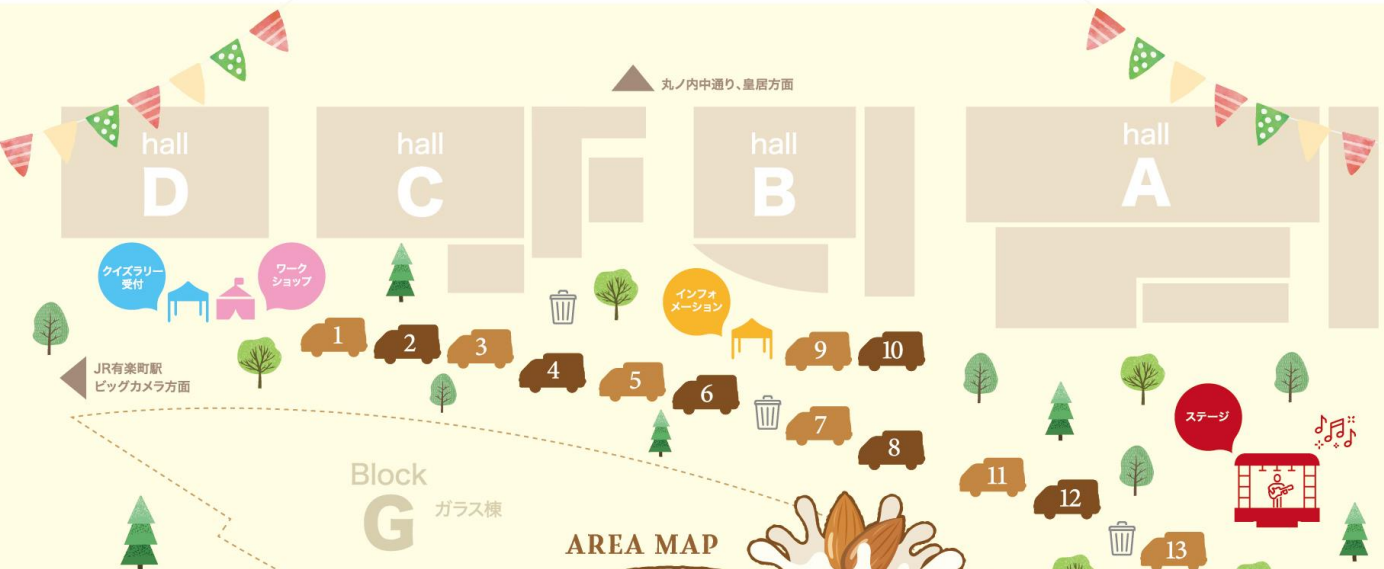 丸ノ内中通り、皇居方面
hall
D
hall
C
hall
B
hall
A
クイズラリー
受付
ワーク
ショップ
インフォ
メーション
1
2
3
4
5
6
7
8
9
10
11
12
13
JR有楽町駅
ビッグカメラ方面
ステージ
Block
G
ガラス棟
AREA MAP